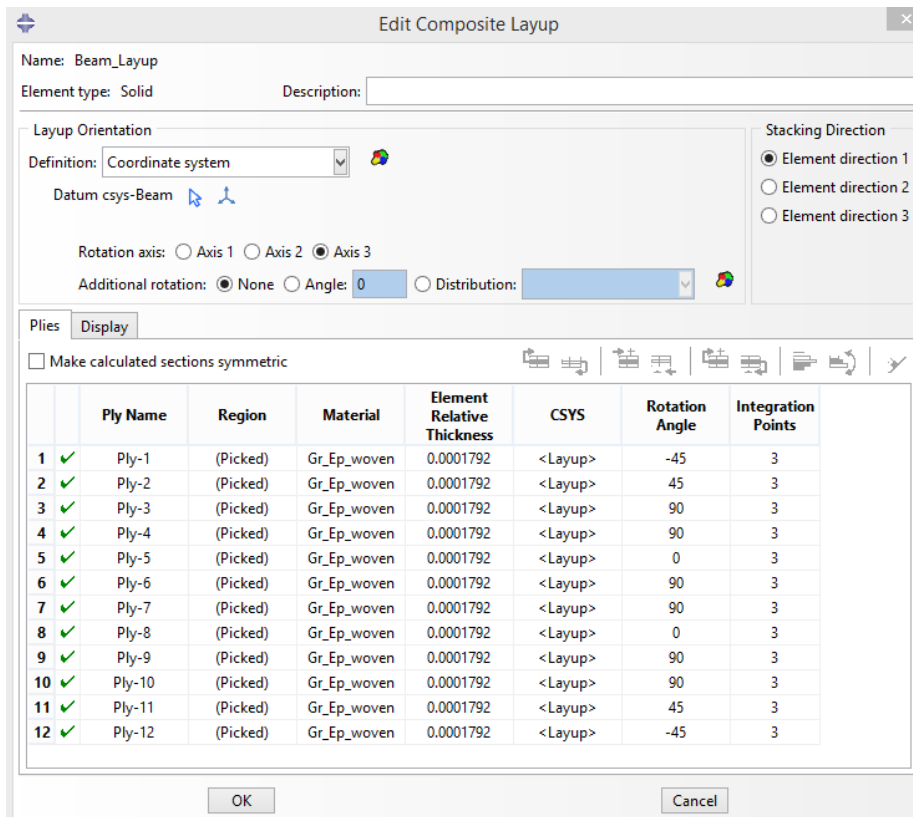 Edit Composite Layup
Name: Beam_Layup
Element type: Solid Description:
Layup Orientation
Definition: Coordinate system
Datum csys-Beam
Rotation axis: Axis 1 Axis 2 Axis 3
Additional rotation: None Angle: 0 Distribution:
Stacking Direction
Element direction 1
Element direction 2
Element direction 3
Plies Display
Make calculated sections symmetric
Ply Name Region Material Element Relative Thickness CSYS Rotation Angle Integration Points
1 Ply-1 (Picked) Gr_Ep_woven 0.0001792 <Layup> -45 3
2 Ply-2 (Picked) Gr_Ep_woven 0.0001792 <Layup> 45 3
3 Ply-3 (Picked) Gr_Ep_woven 0.0001792 <Layup> 90 3
4 Ply-4 (Picked) Gr_Ep_woven 0.0001792 <Layup> 90 3
5 Ply-5 (Picked) Gr_Ep_woven 0.0001792 <Layup> 0 3
6 Ply-6 (Picked) Gr_Ep_woven 0.0001792 <Layup> 90 3
7 Ply-7 (Picked) Gr_Ep_woven 0.0001792 <Layup> 90 3
8 Ply-8 (Picked) Gr_Ep_woven 0.0001792 <Layup> 0 3
9 Ply-9 (Picked) Gr_Ep_woven 0.0001792 <Layup> 90 3
10 Ply-10 (Picked) Gr_Ep_woven 0.0001792 <Layup> 90 3
11 Ply-11 (Picked) Gr_Ep_woven 0.0001792 <Layup> 45 3
12 Ply-12 (Picked) Gr_Ep_woven 0.0001792 <Layup> -45 3
OK Cancel